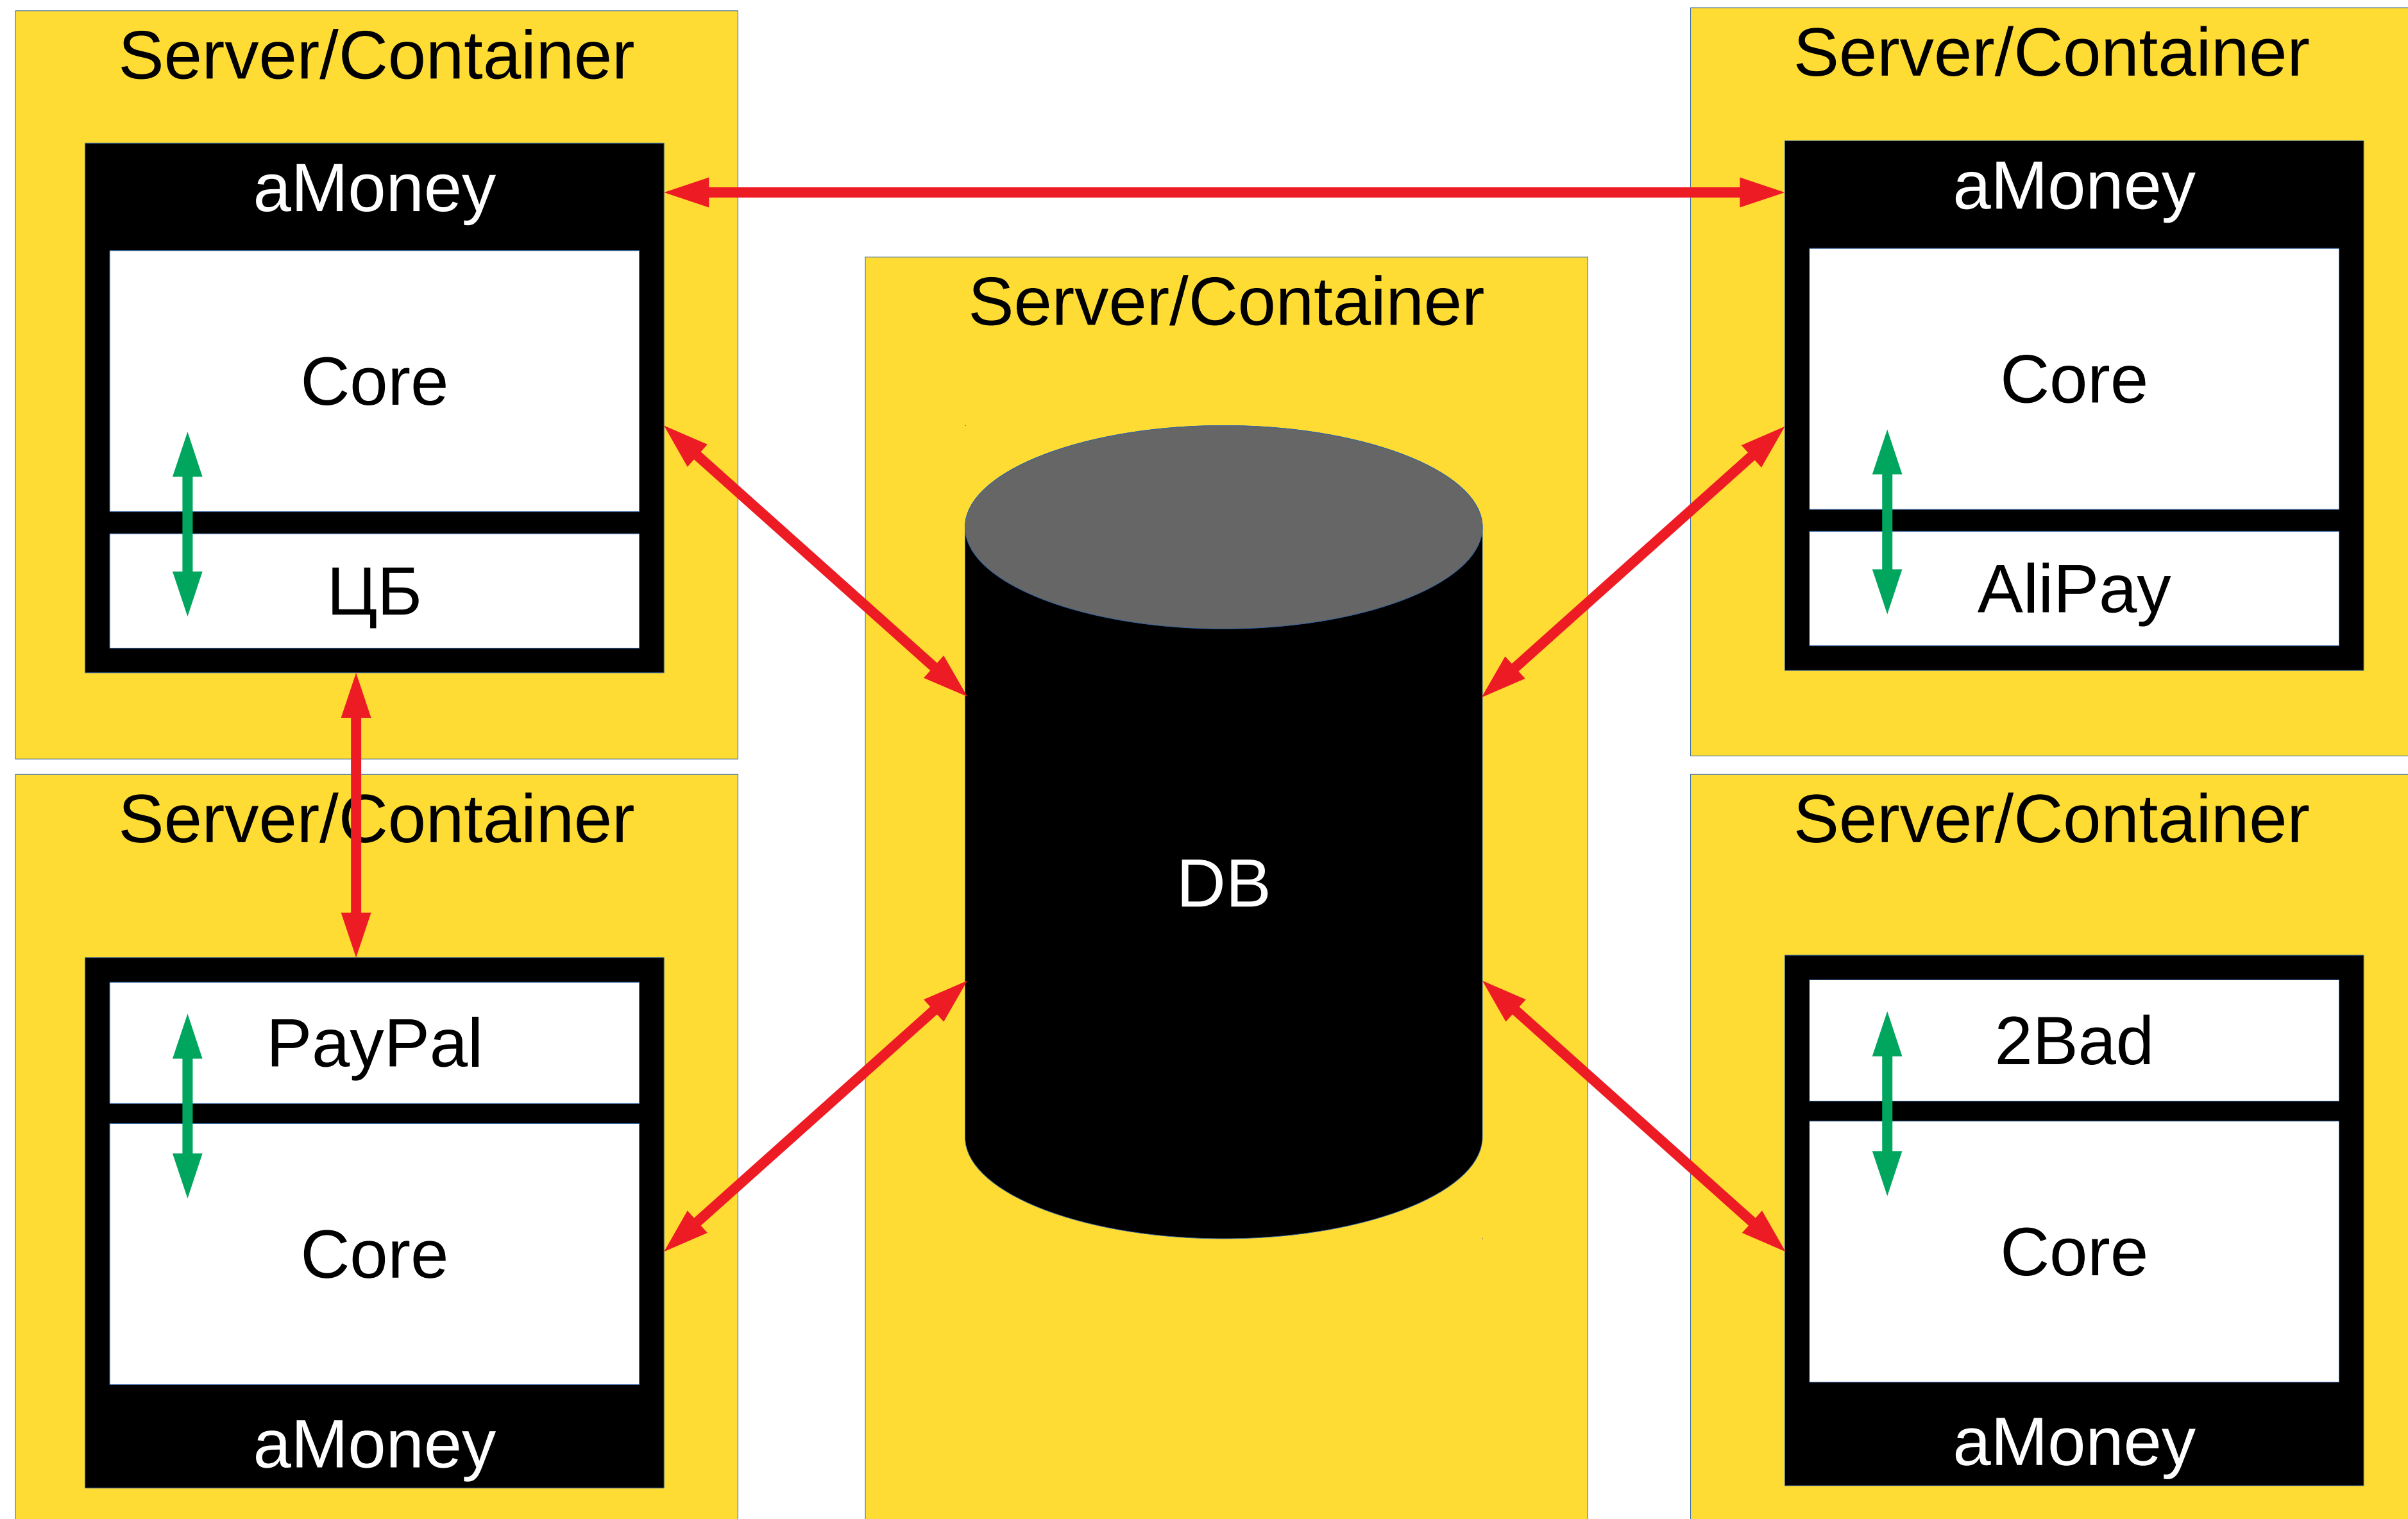 Server/Container
aMoney
Core
ЦБ
Server/Container
PayPal
Core
aMoney
Server/Container
DB
Server/Container
aMoney
Core
AliPay
Server/Container
2Bad
Core
aMoney